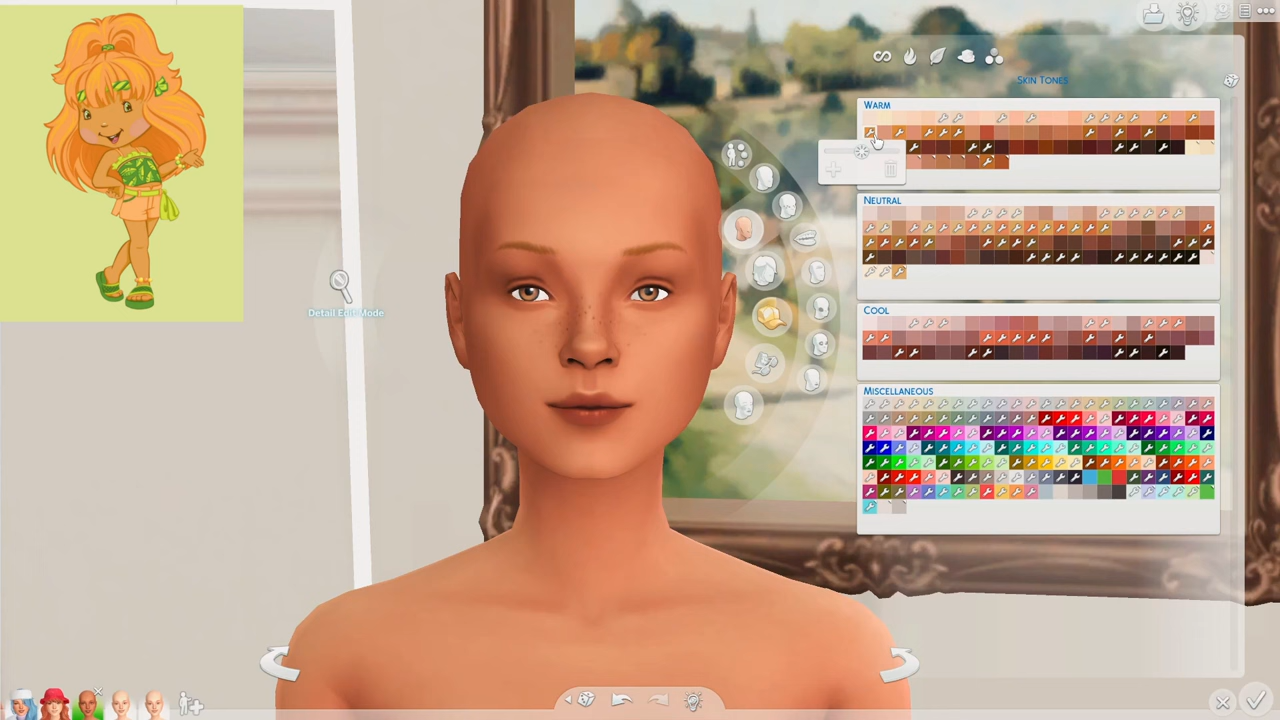 SKIN TONES
WARM
NEUTRAL
Detail Edit Mode
COOL
MISCELLANEOUS